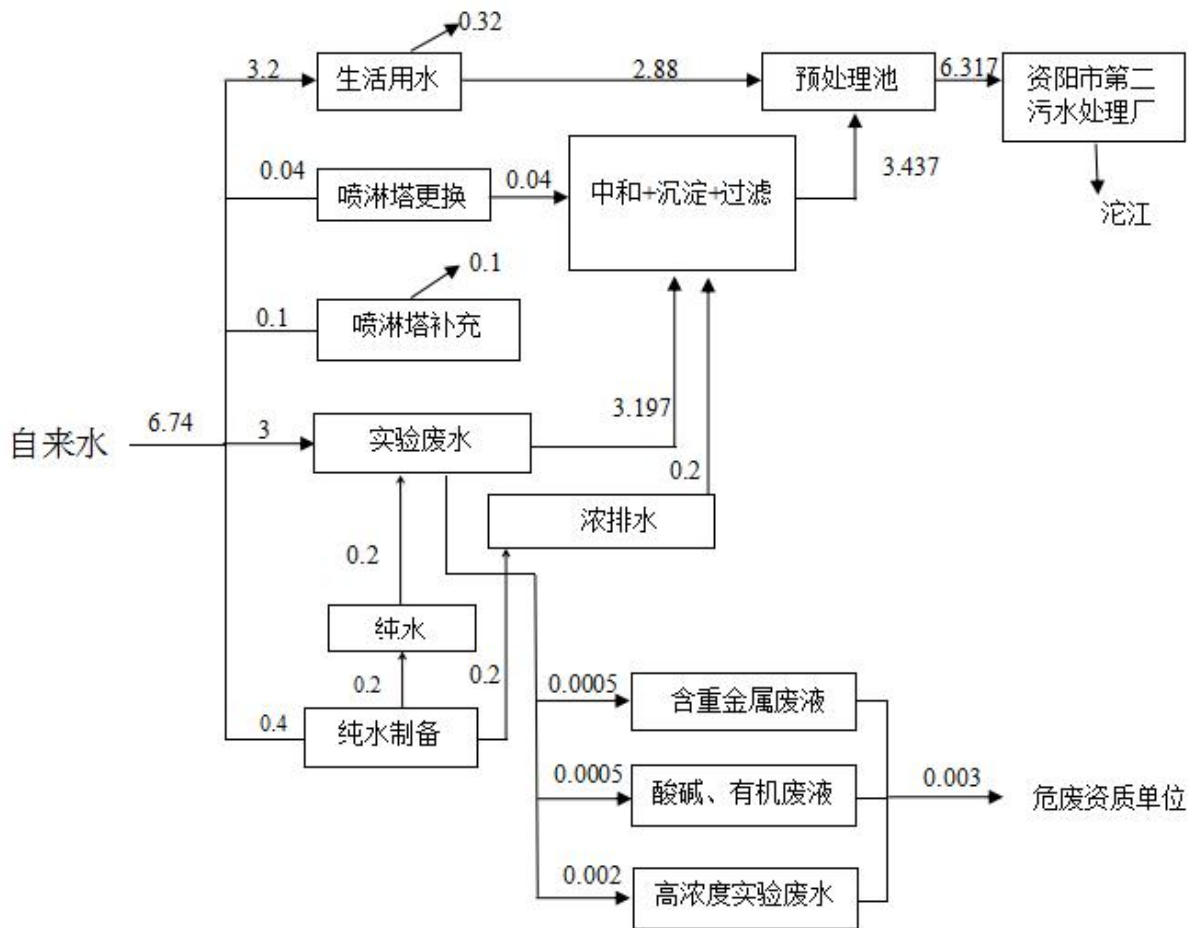 0.32
3.2
生活用水
2.88
预处理池
6.317
资阳市第二
污水处理厂
0.04
喷淋塔更换
0.04
中和+沉淀+过滤
3.437
沱江
0.1
0.1
喷淋塔补充
自来水
6.74
3
实验废水
3.197
0.2
浓排水
0.2
纯水
0.2
0.2
0.4
纯水制备
0.0005
含重金属废液
0.0005
酸碱、有机废液
0.003
危废资质单位
0.002
高浓度实验废水